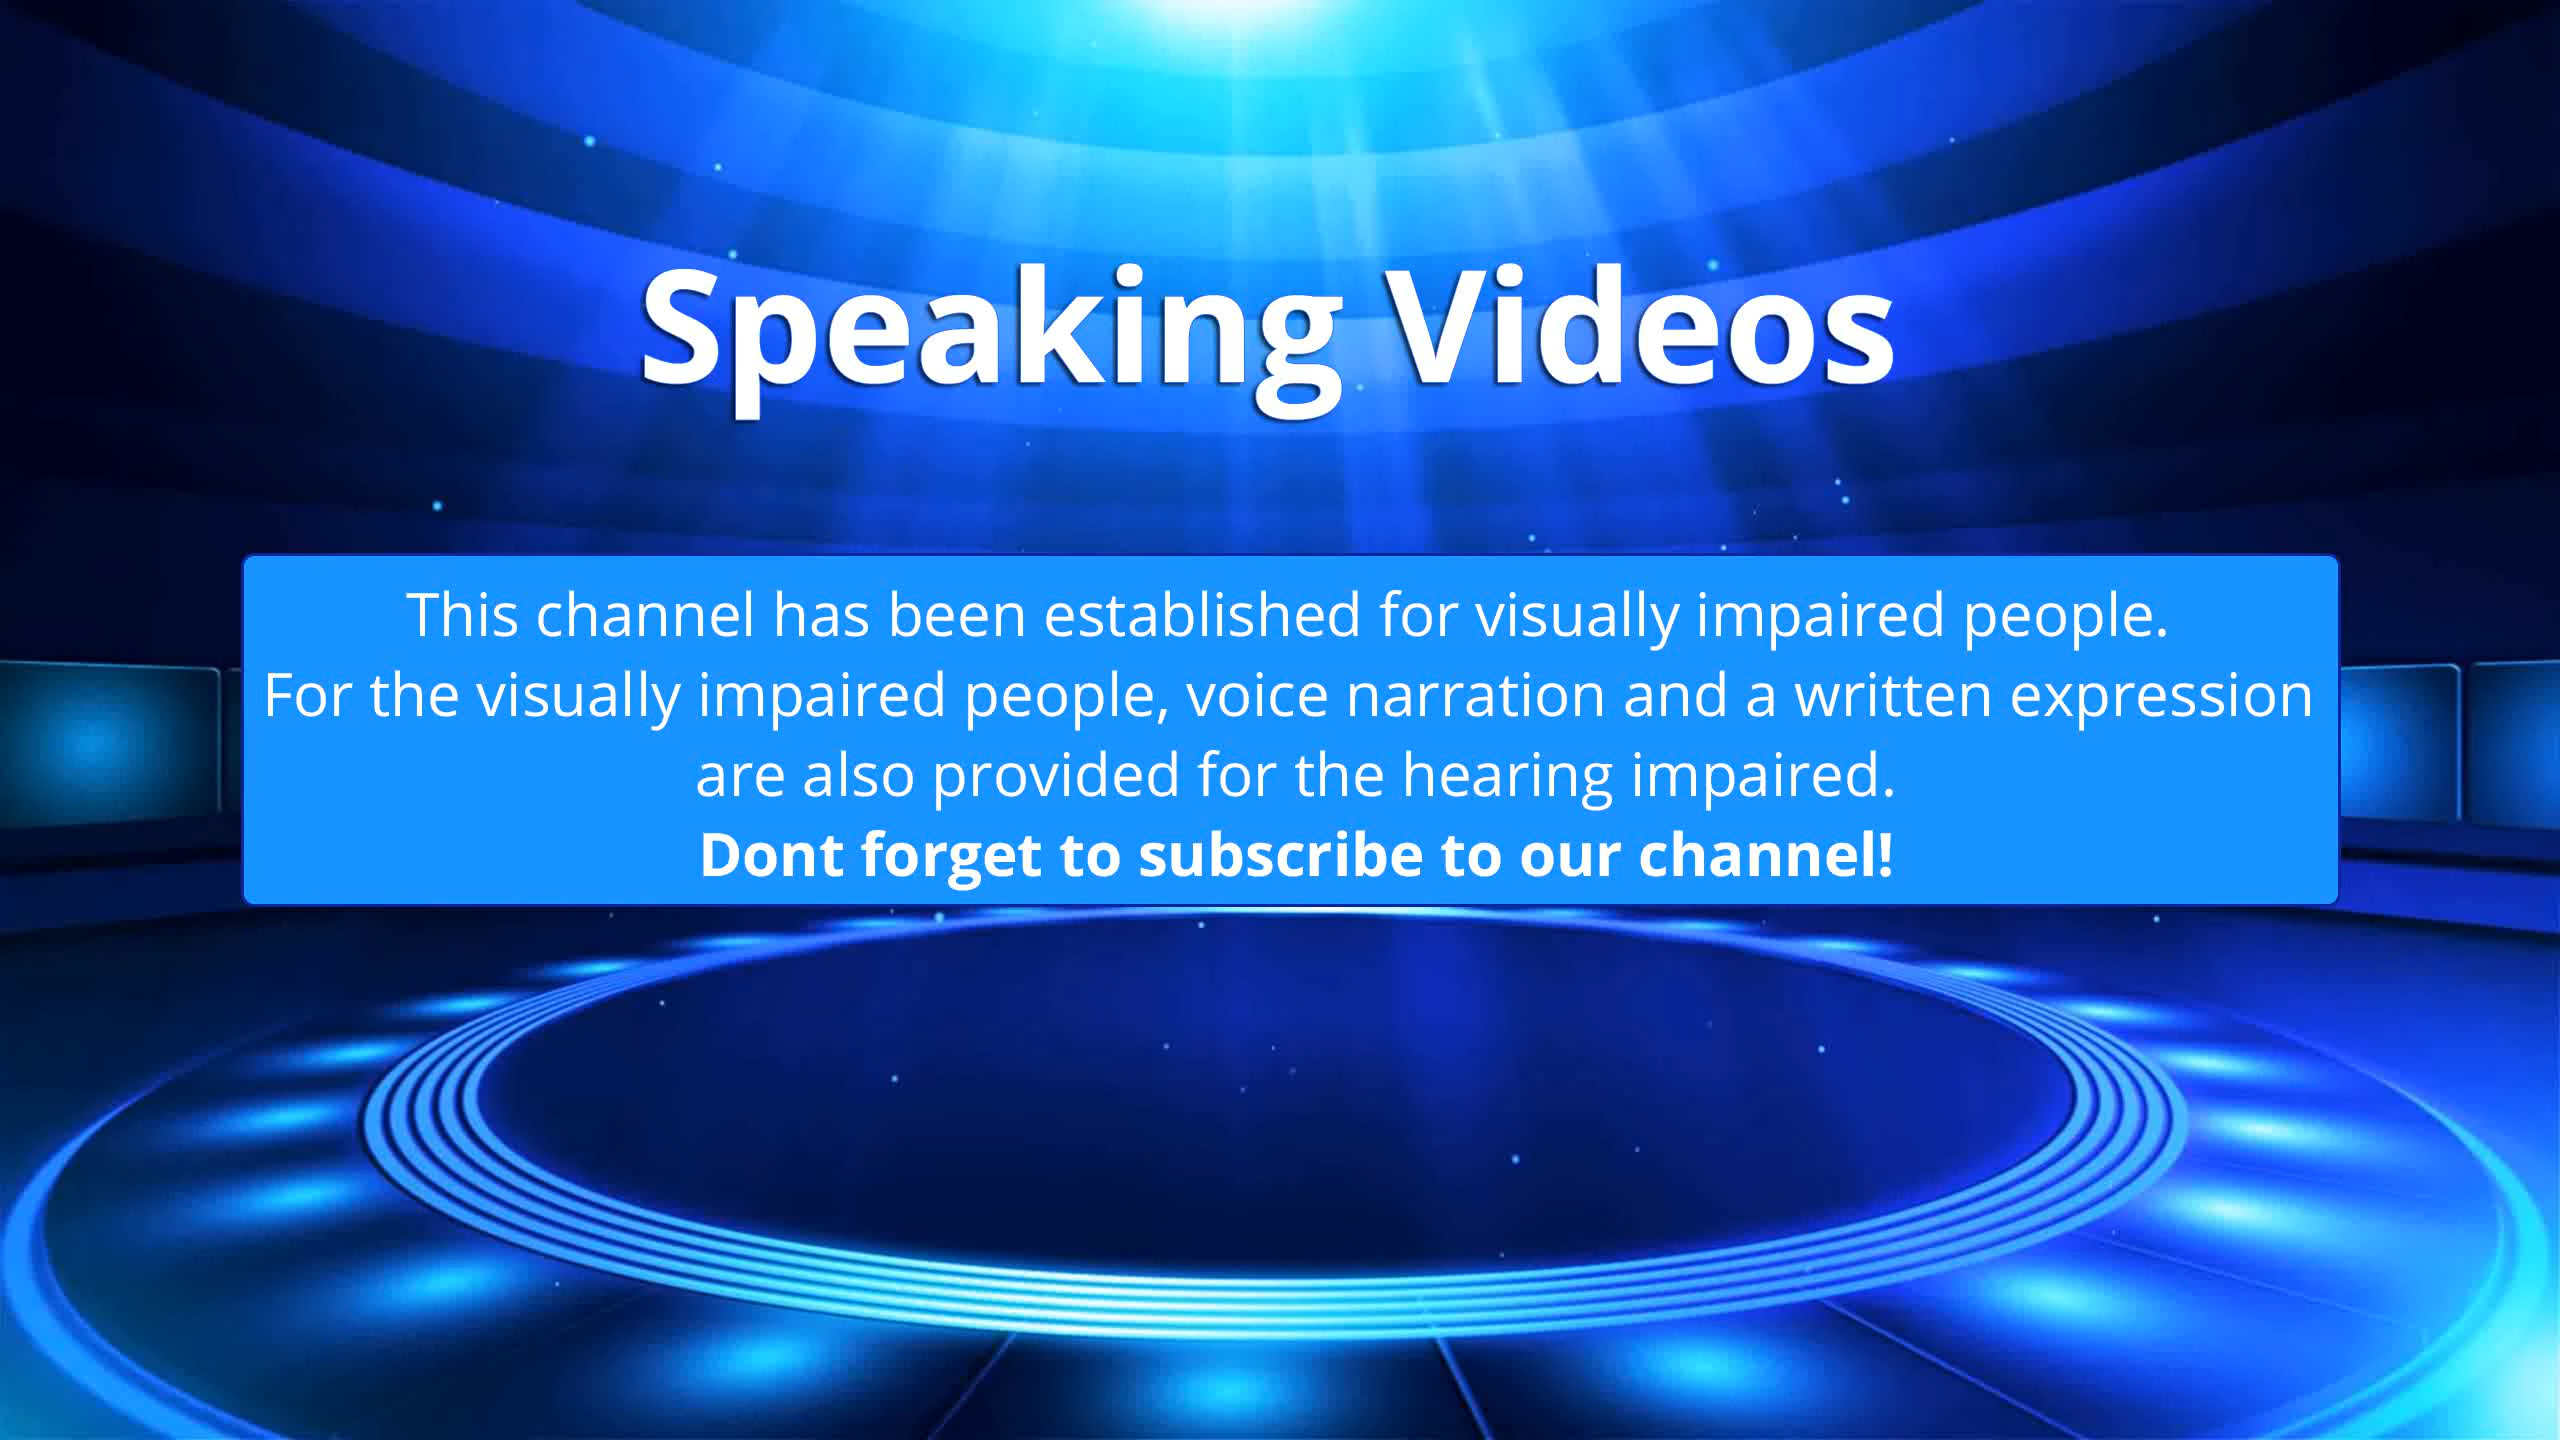 Speaking Videos
This channel has been established for visually impaired people.
For the visually impaired people, voice narration and a written expression
are also provided for the hearing impaired.
Dont forget to subscribe to our channel!